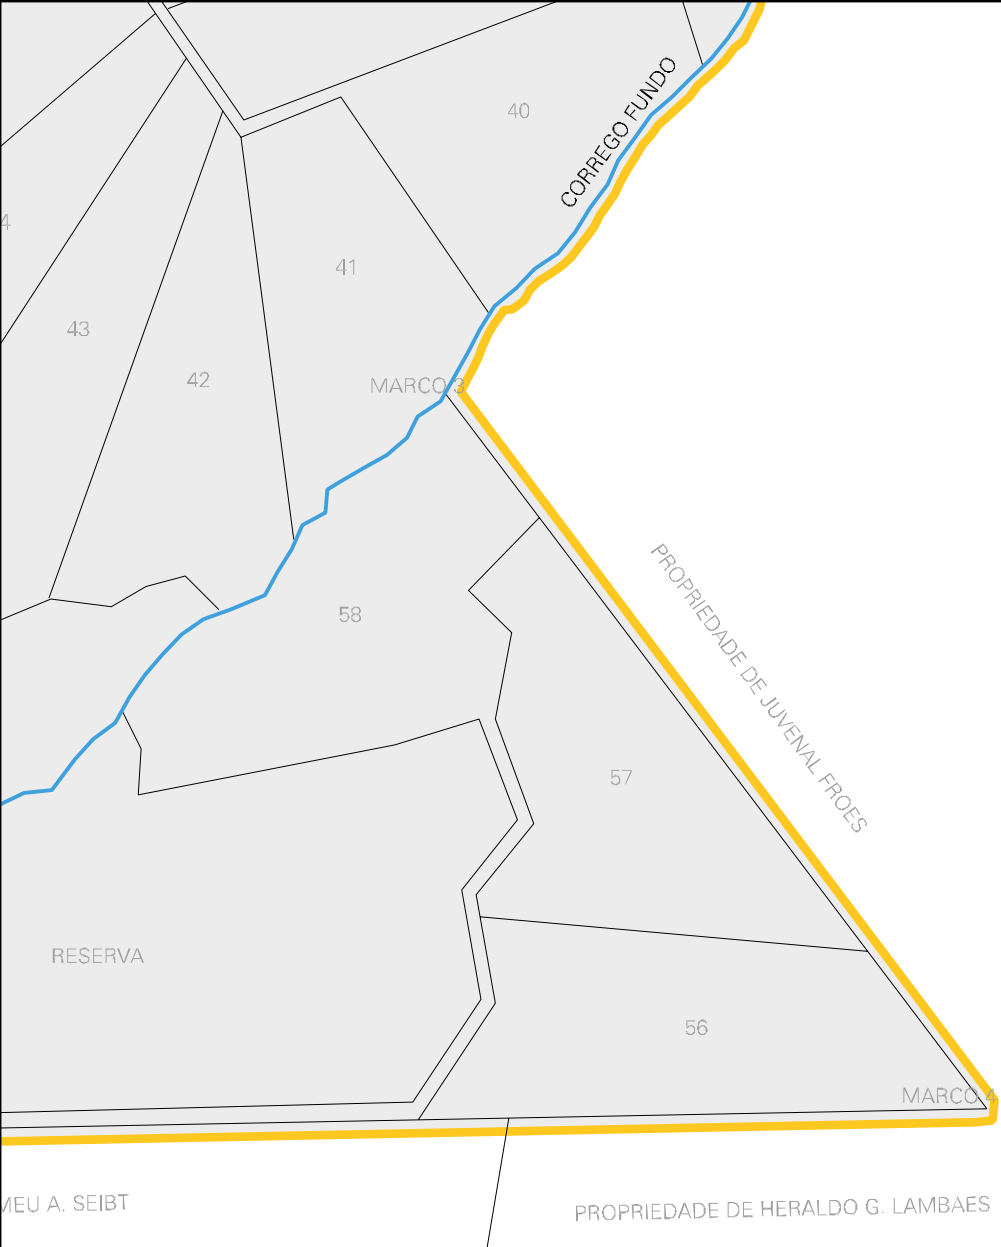 40
CORREGO FUNDO
4
41
43
42
MARCO 3
58
PROPRIEDADE DE JUVENAL FROES
57
RESERVA
56
MARCO 4
MEU A. SEIBT
PROPRIEDADE DE HERALDO G. LAMBAES